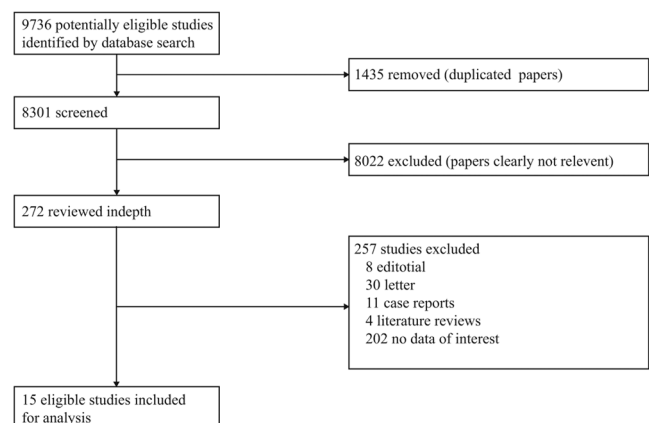 9736 potentially eligible studies
identified by database search
1435 removed (duplicated papers)
8301 screened
8022 excluded (papers clearly not relevent)
272 reviewed indepth
257 studies excluded
8 editotial
30 letter
11 case reports
4 literature reviews
202 no data of interest
15 eligible studies included
for analysis